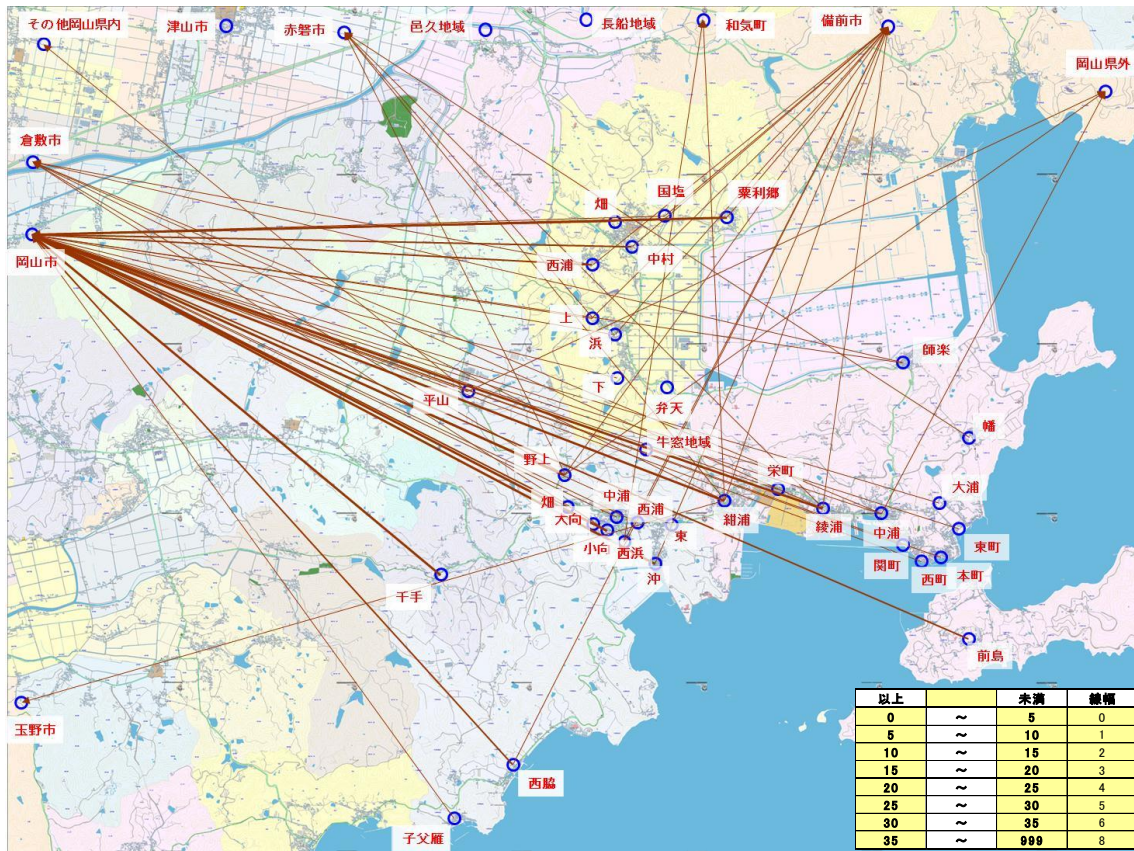 その他岡山県内
津山市
赤磐市
邑久地域
長船地域
和気町
備前市
岡山県外
倉敷市
岡山市
畑
国塩
粟利郷
西浦
中村
上
浜
下
弁天
師楽
平山
幡
牛窓地域
野上
栄町
大浦
畑
中浦
西浦
大向
東
紺浦
綾浦
中浦
東町
小向
西浜
沖
関町
西町
本町
千手
前島
玉野市
西脇
子父雁
以上 未満 線幅
0 ～ 5 0
5 ～ 10 1
10 ～ 15 2
15 ～ 20 3
20 ～ 25 4
25 ～ 30 5
30 ～ 35 6
35 ～ 999 8